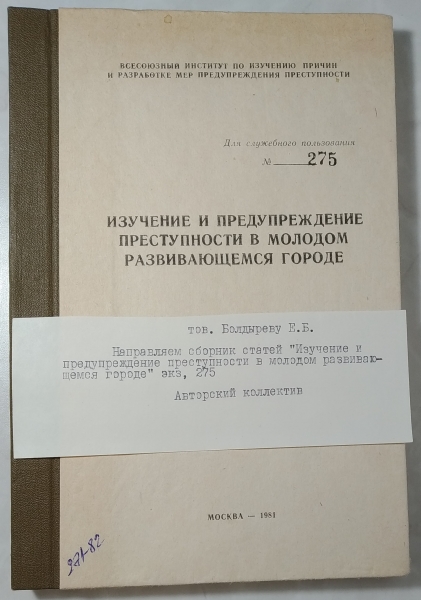 ВСЕСОЮЗНЫЙ ИНСТИТУТ ПО ИЗУЧЕНИЮ ПРИЧИН
И РАЗРАБОТКЕ МЕР ПРЕДУПРЕЖДЕНИЯ ПРЕСТУПНОСТИ
Для служебного пользования
№ 275
ИЗУЧЕНИЕ И ПРЕДУПРЕЖДЕНИЕ
ПРЕСТУПНОСТИ В МОЛОДОМ
РАЗВИВАЮЩЕМСЯ ГОРОДЕ
тов. Болдыреву Е.Б.
Направляем сборник статей "Изучение и
предупреждение преступности в молодом развиваю-
щемся городе" экз, 275
Авторский коллектив
МОСКВА — 1981